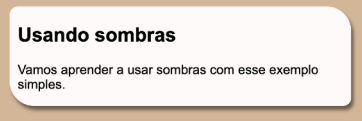 Usando sombras
Vamos aprender a usar sombras com esse exemplo
simples.